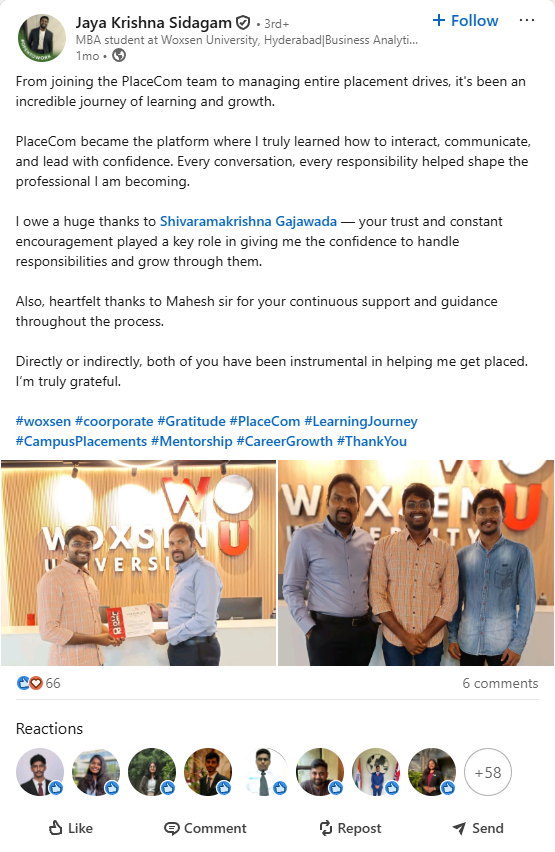 Jaya Krishna Sidagam • 3rd+
+ Follow
MBA student at Woxsen University, Hyderabad|Business Analyti...
1mo •
From joining the PlaceCom team to managing entire placement drives, it's been an
incredible journey of learning and growth.
PlaceCom became the platform where I truly learned how to interact, communicate,
and lead with confidence. Every conversation, every responsibility helped shape the
professional I am becoming.
I owe a huge thanks to Shivaramakrishna Gajawada — your trust and constant
encouragement played a key role in giving me the confidence to handle
responsibilities and grow through them.
Also, heartfelt thanks to Mahesh sir for your continuous support and guidance
throughout the process.
Directly or indirectly, both of you have been instrumental in helping me get placed.
I'm truly grateful.
#woxsen #coorporate #Gratitude #PlaceCom #LearningJourney
#CampusPlacements #Mentorship #CareerGrowth #ThankYou
WOU
WOXSEN
UNIVERSI
WOXSEN U
UNIVERSITY
66
6 comments
Reactions
+58
Like
Comment
Repost
Send